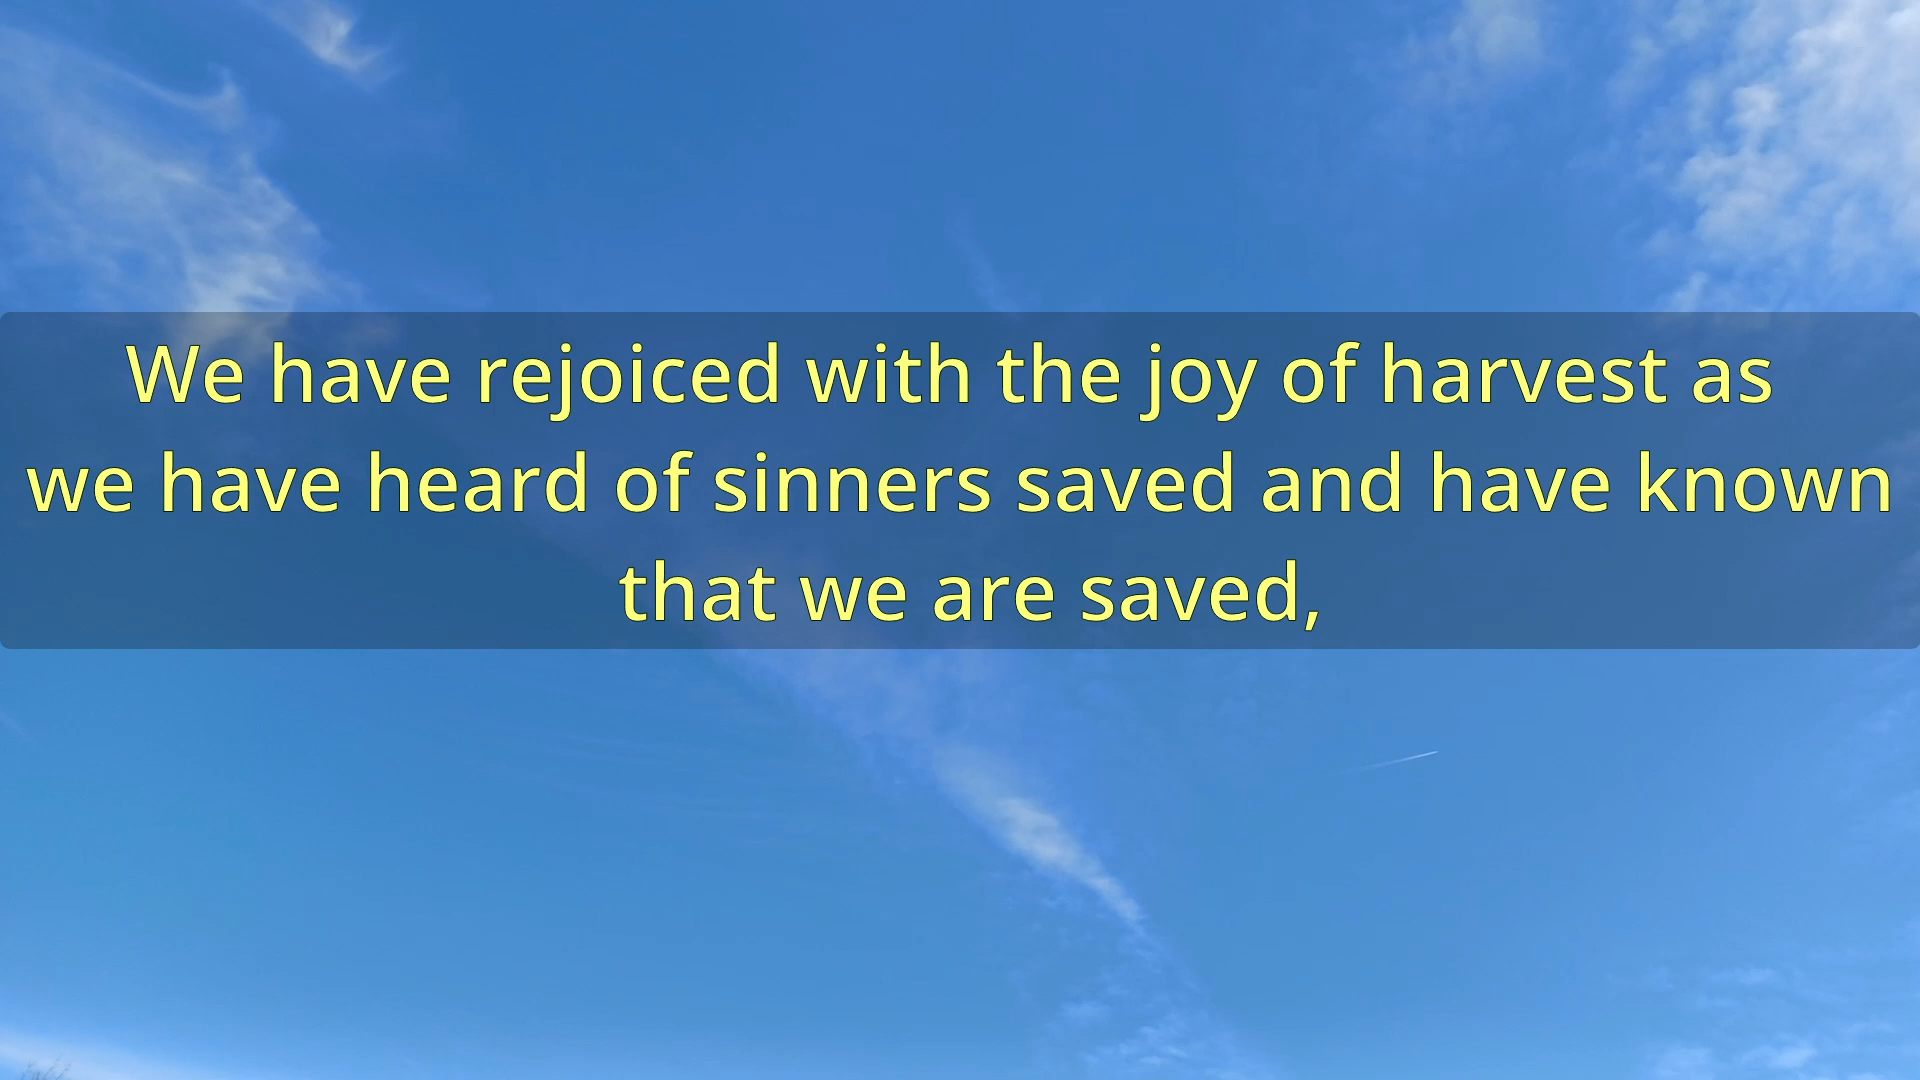 We have rejoiced with the joy of harvest as
we have heard of sinners saved and have known
that we are saved,